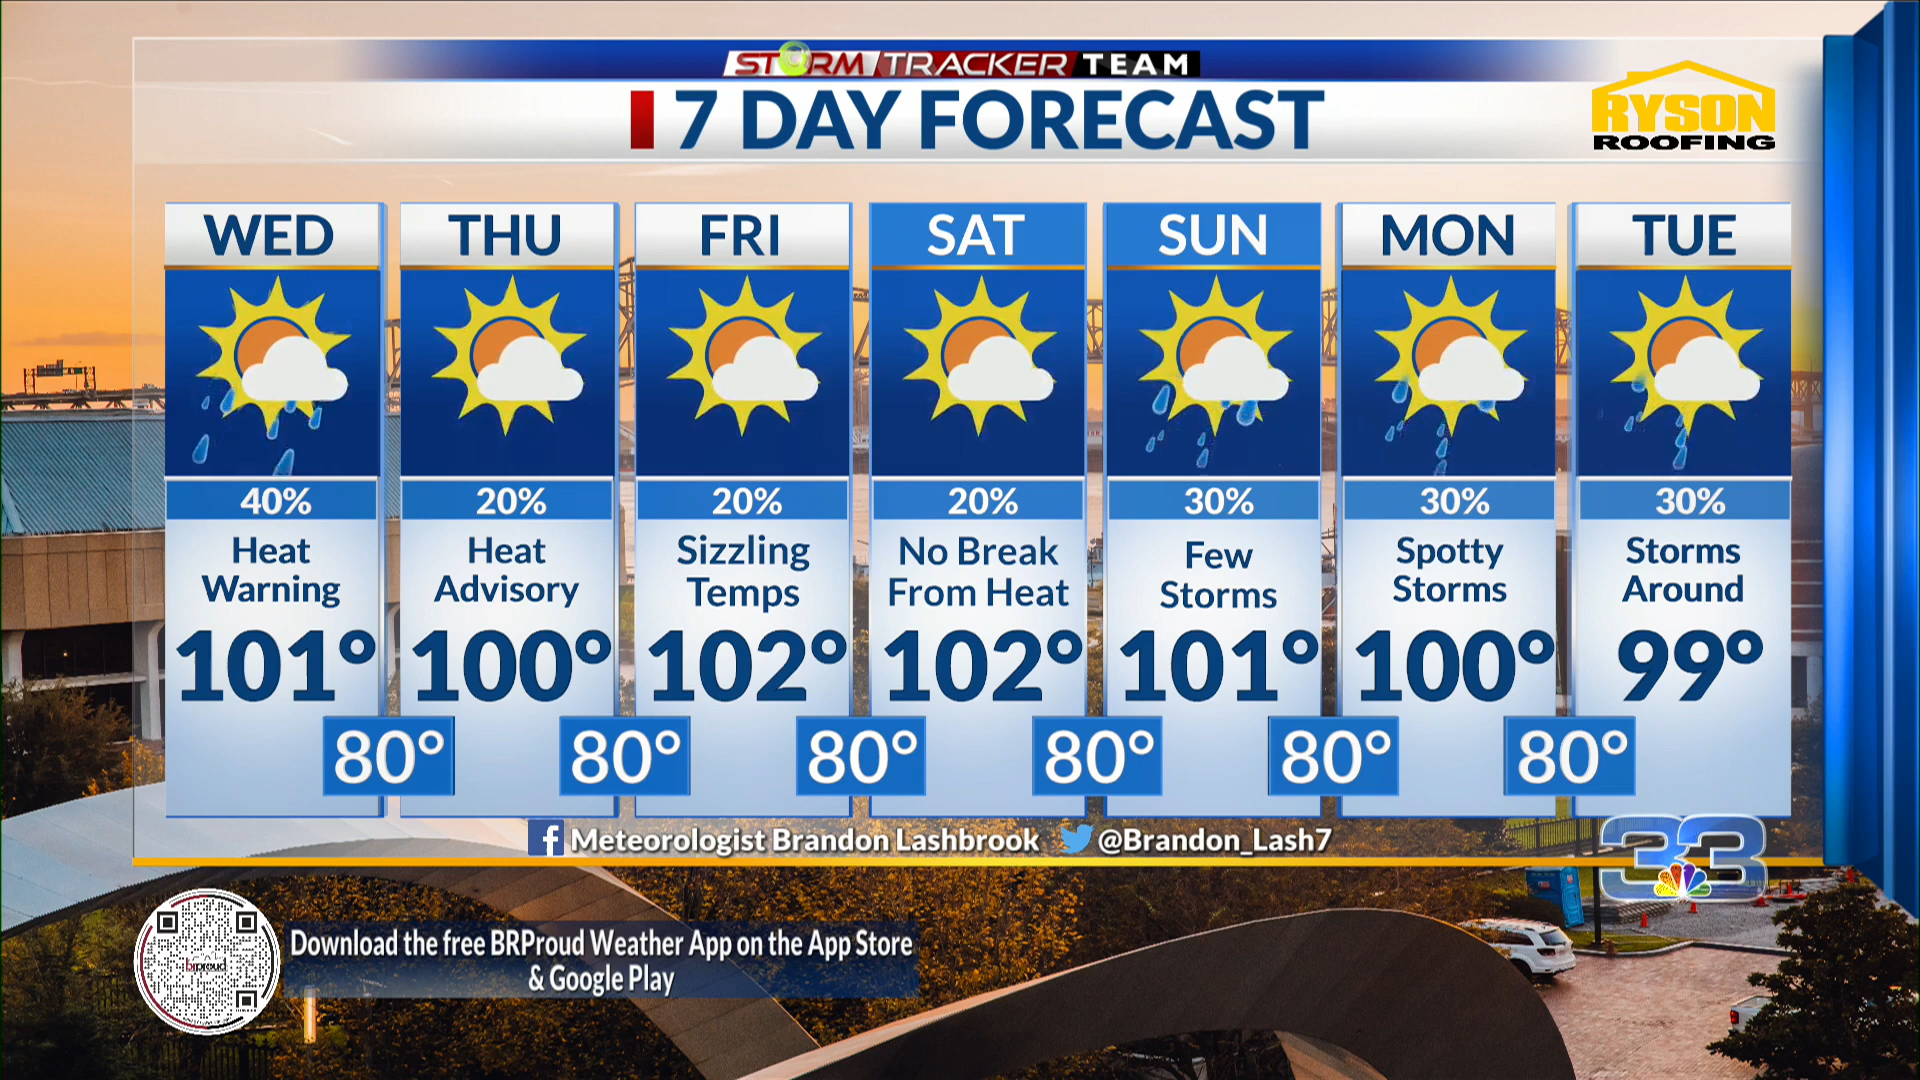 STORM TRACKER TEAM
7 DAY FORECAST
RYSON
ROOFING
WED THU FRI SAT SUN MON TUE
40% 20% 20% 20% 30% 30% 30%
Heat Heat Sizzling No Break Few Spotty Storms
Warning Advisory Temps From Heat Storms Storms Around
101° 100° 102° 102° 101° 100° 99°
80° 80° 80° 80° 80° 80°
Meteorologist Brandon Lashbrook @Brandon_Lash7
33
brproud
Download the free BRProud Weather App on the App Store
& Google Play